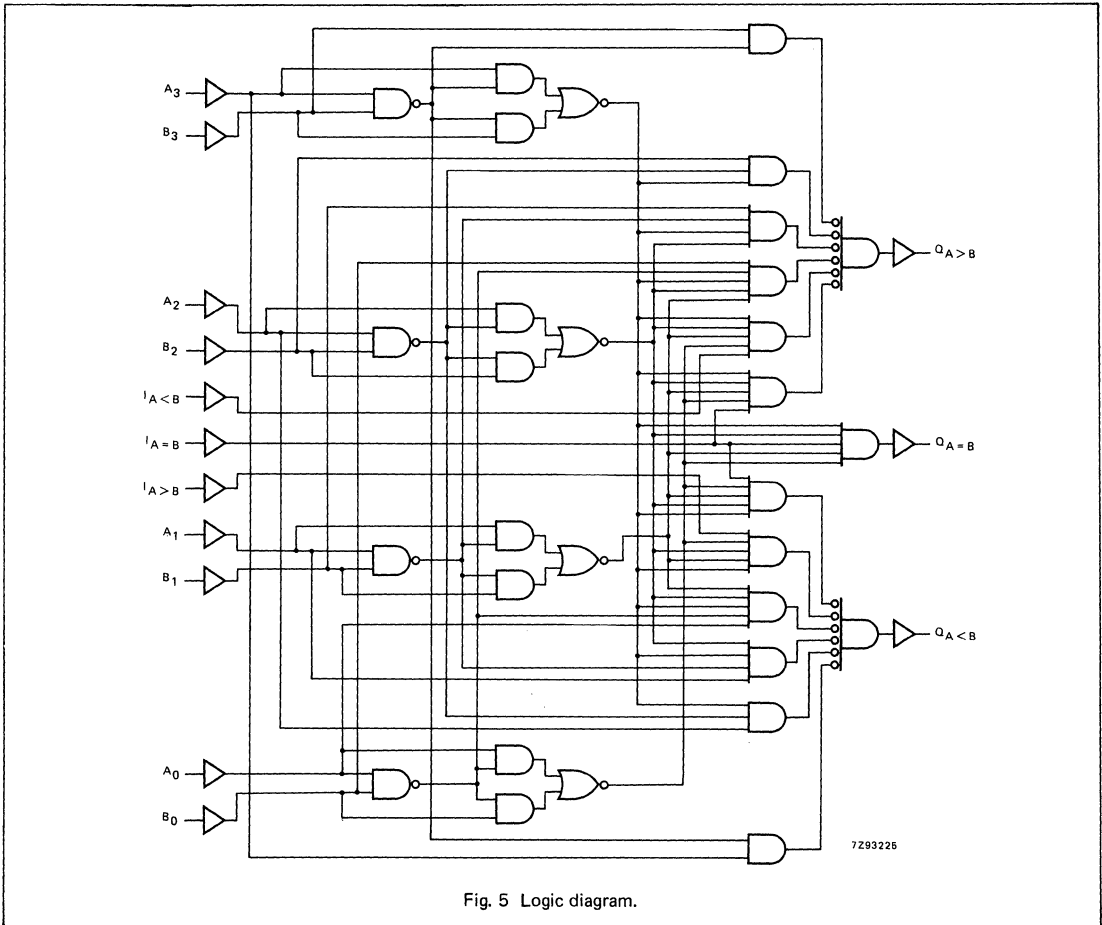 A3
B3
A2
B2
IA<B
IA=B
IA>B
A1
B1
A0
B0
QA>B
QA=B
QA<B
7Z93225
Fig. 5 Logic diagram.